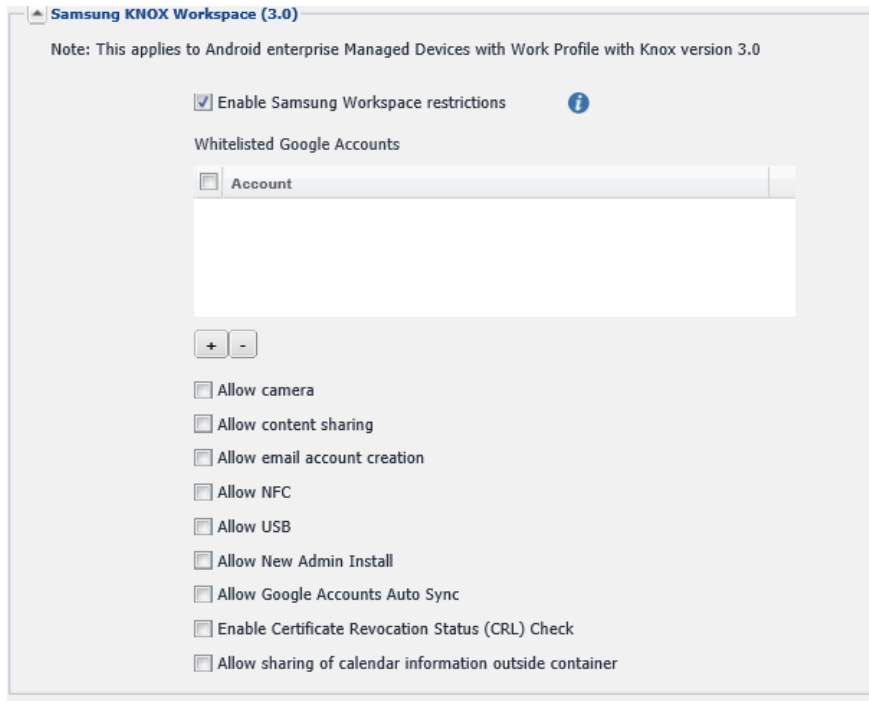 Samsung KNOX Workspace (3.0)
Note: This applies to Android enterprise Managed Devices with Work Profile with Knox version 3.0
Enable Samsung Workspace restrictions i
Whitelisted Google Accounts
Account
+ -
Allow camera
Allow content sharing
Allow email account creation
Allow NFC
Allow USB
Allow New Admin Install
Allow Google Accounts Auto Sync
Enable Certificate Revocation Status (CRL) Check
Allow sharing of calendar information outside container